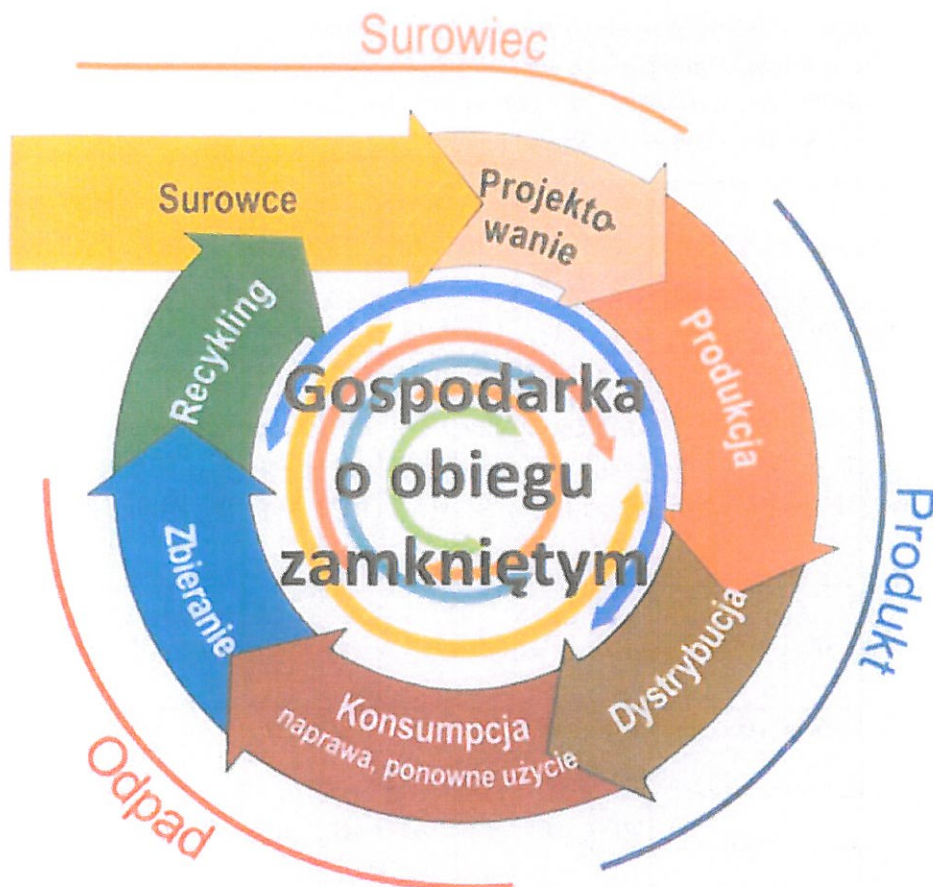 Surowiec
Surowce
Projekto-
wanie
Produkcja
Produkt
Dystrybucja
Konsumpcja
naprawa, ponowne użycie
Odpad
Zbieranie
Recykling
Gospodarka
o obiegu
zamkniętym